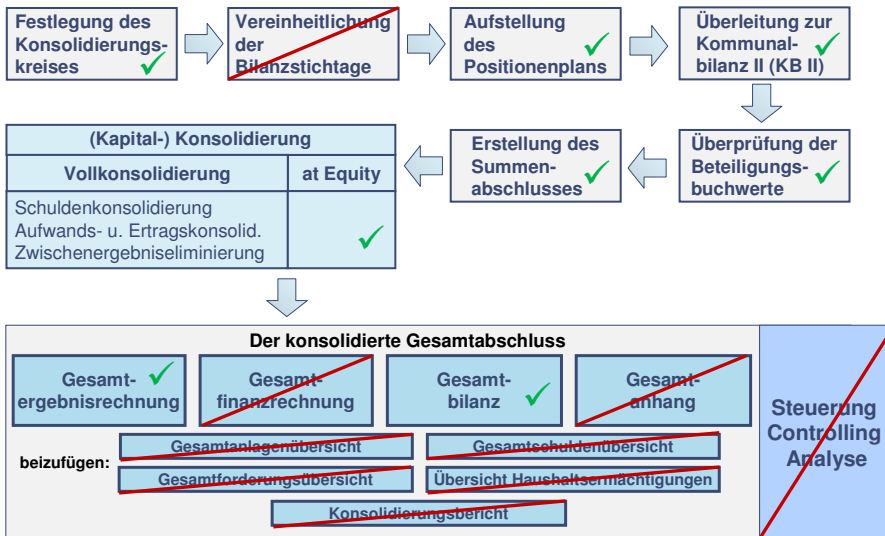 Festlegung des
Konsolidierungs-
kreises
Vereinheitlichung
der
Bilanzstichtage
Aufstellung
des
Positionenplans
Überleitung zur
Kommunal-
bilanz II (KB II)
(Kapital-) Konsolidierung
Vollkonsolidierung
at Equity
Schuldenkonsolidierung
Aufwands- u. Ertragskonsolid.
Zwischenergebniseliminierung
Erstellung des
Summen-
abschlusses
Überprüfung der
Beteiligungs-
buchwerte
Der konsolidierte Gesamtabschluss
Gesamt-
ergebnisrechnung
Gesamt-
finanzrechnung
Gesamt-
bilanz
Gesamt-
anhang
beizufügen:
Gesamtanlagenübersicht
Gesamtschuldenübersicht
Gesamtforderungsübersicht
Übersicht Haushaltsermächtigungen
Konsolidierungsbericht
Steuerung
Controlling
Analyse